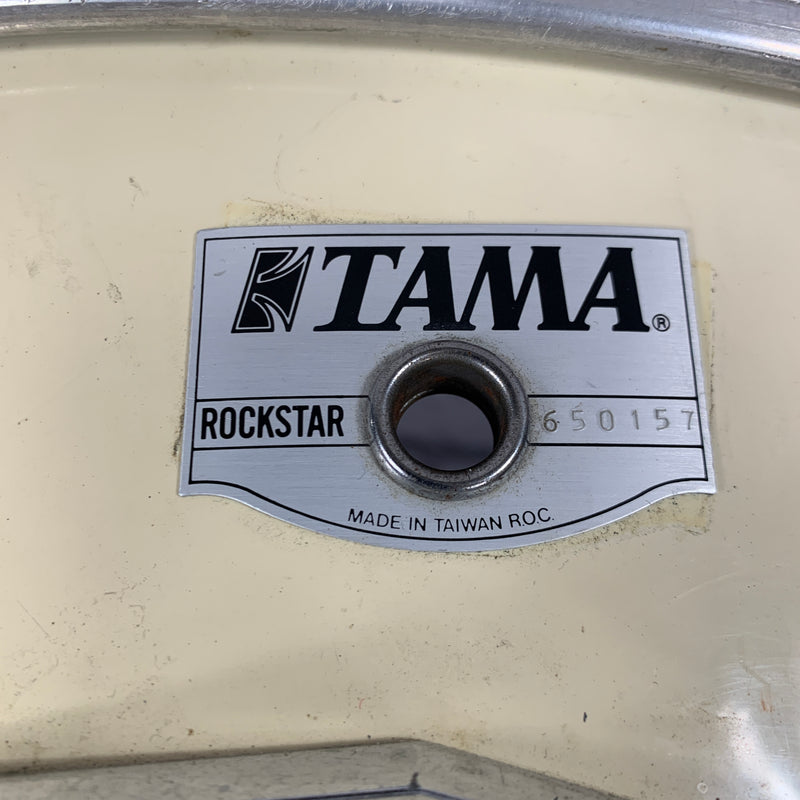 TAMA®
ROCKSTAR 650157
MADE IN TAIWAN R.O.C.